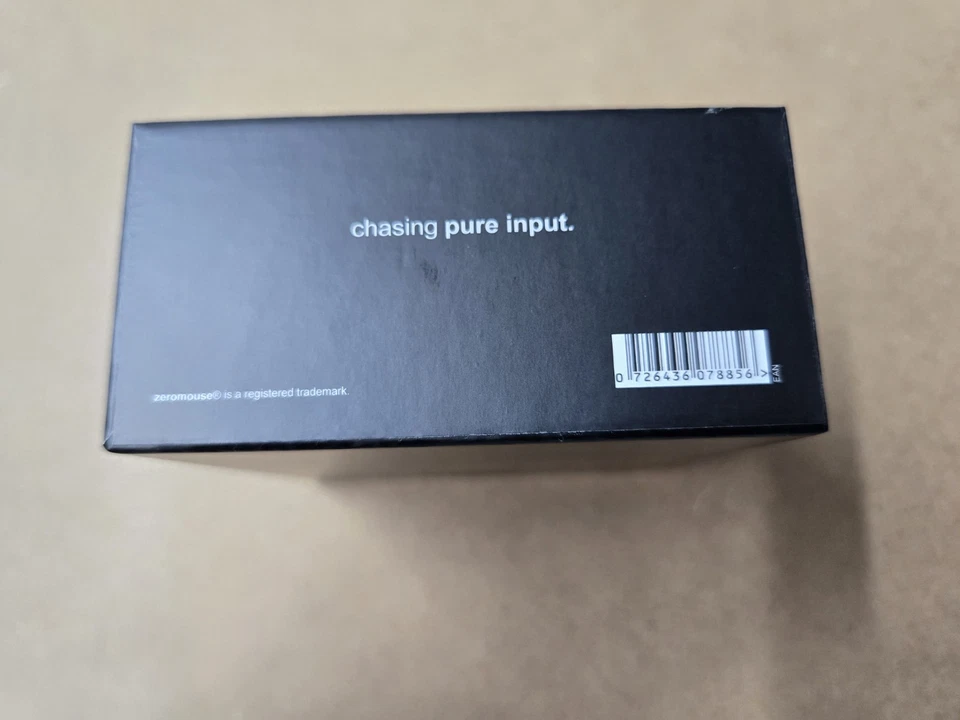 chasing pure input.
0 726436 078856 >
EAN
zeromouse® is a registered trademark.